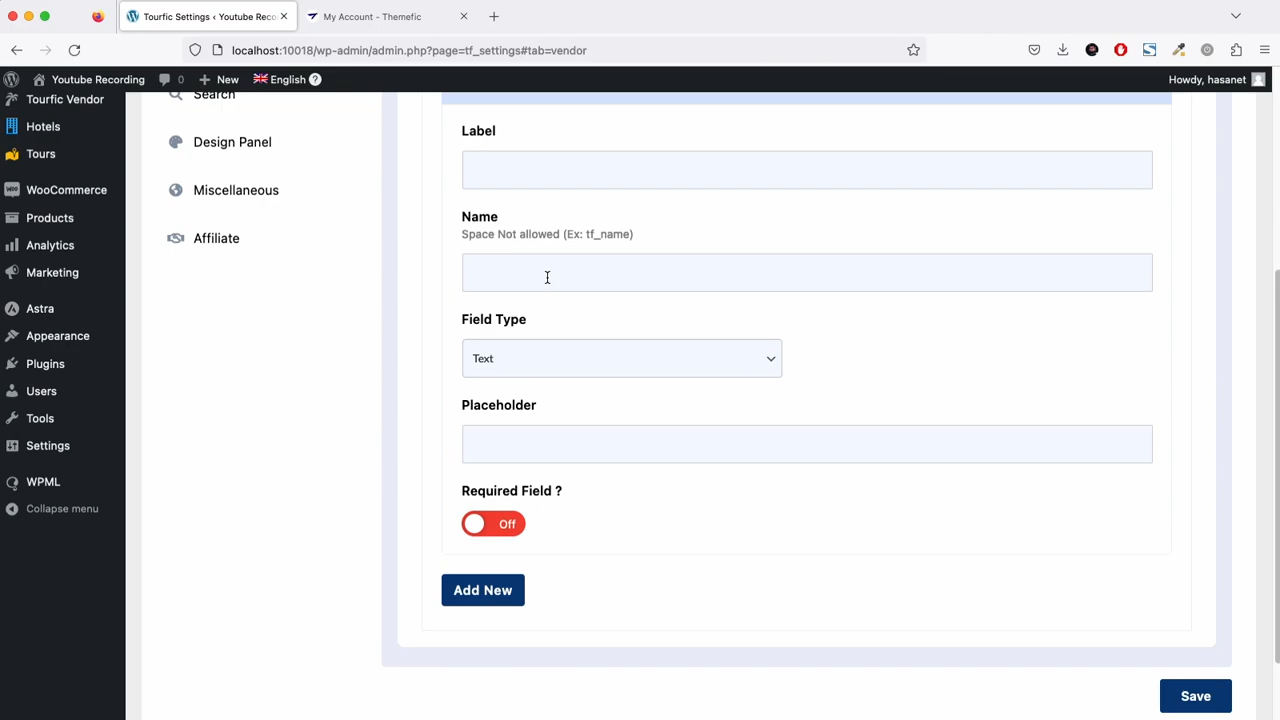 Tourfic Settings ‹ Youtube Reco
My Account - Themefic
localhost:10018/wp-admin/admin.php?page=tf_settings#tab=vendor
Youtube Recording
0
New
English
Howdy, hasanet
Tourfic Vendor
Hotels
Tours
WooCommerce
Products
Analytics
Marketing
Astra
Appearance
Plugins
Users
Tools
Settings
WPML
Collapse menu
Search
Design Panel
Miscellaneous
Affiliate
Label
Name
Space Not allowed (Ex: tf_name)
Field Type
Text
Placeholder
Required Field ?
Off
Add New
Save